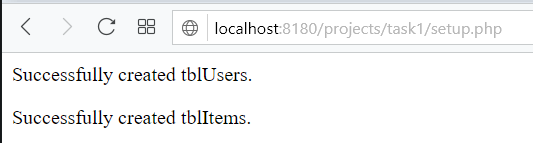 localhost:8180/projects/task1/setup.php
Successfully created tblUsers.
Successfully created tblItems.